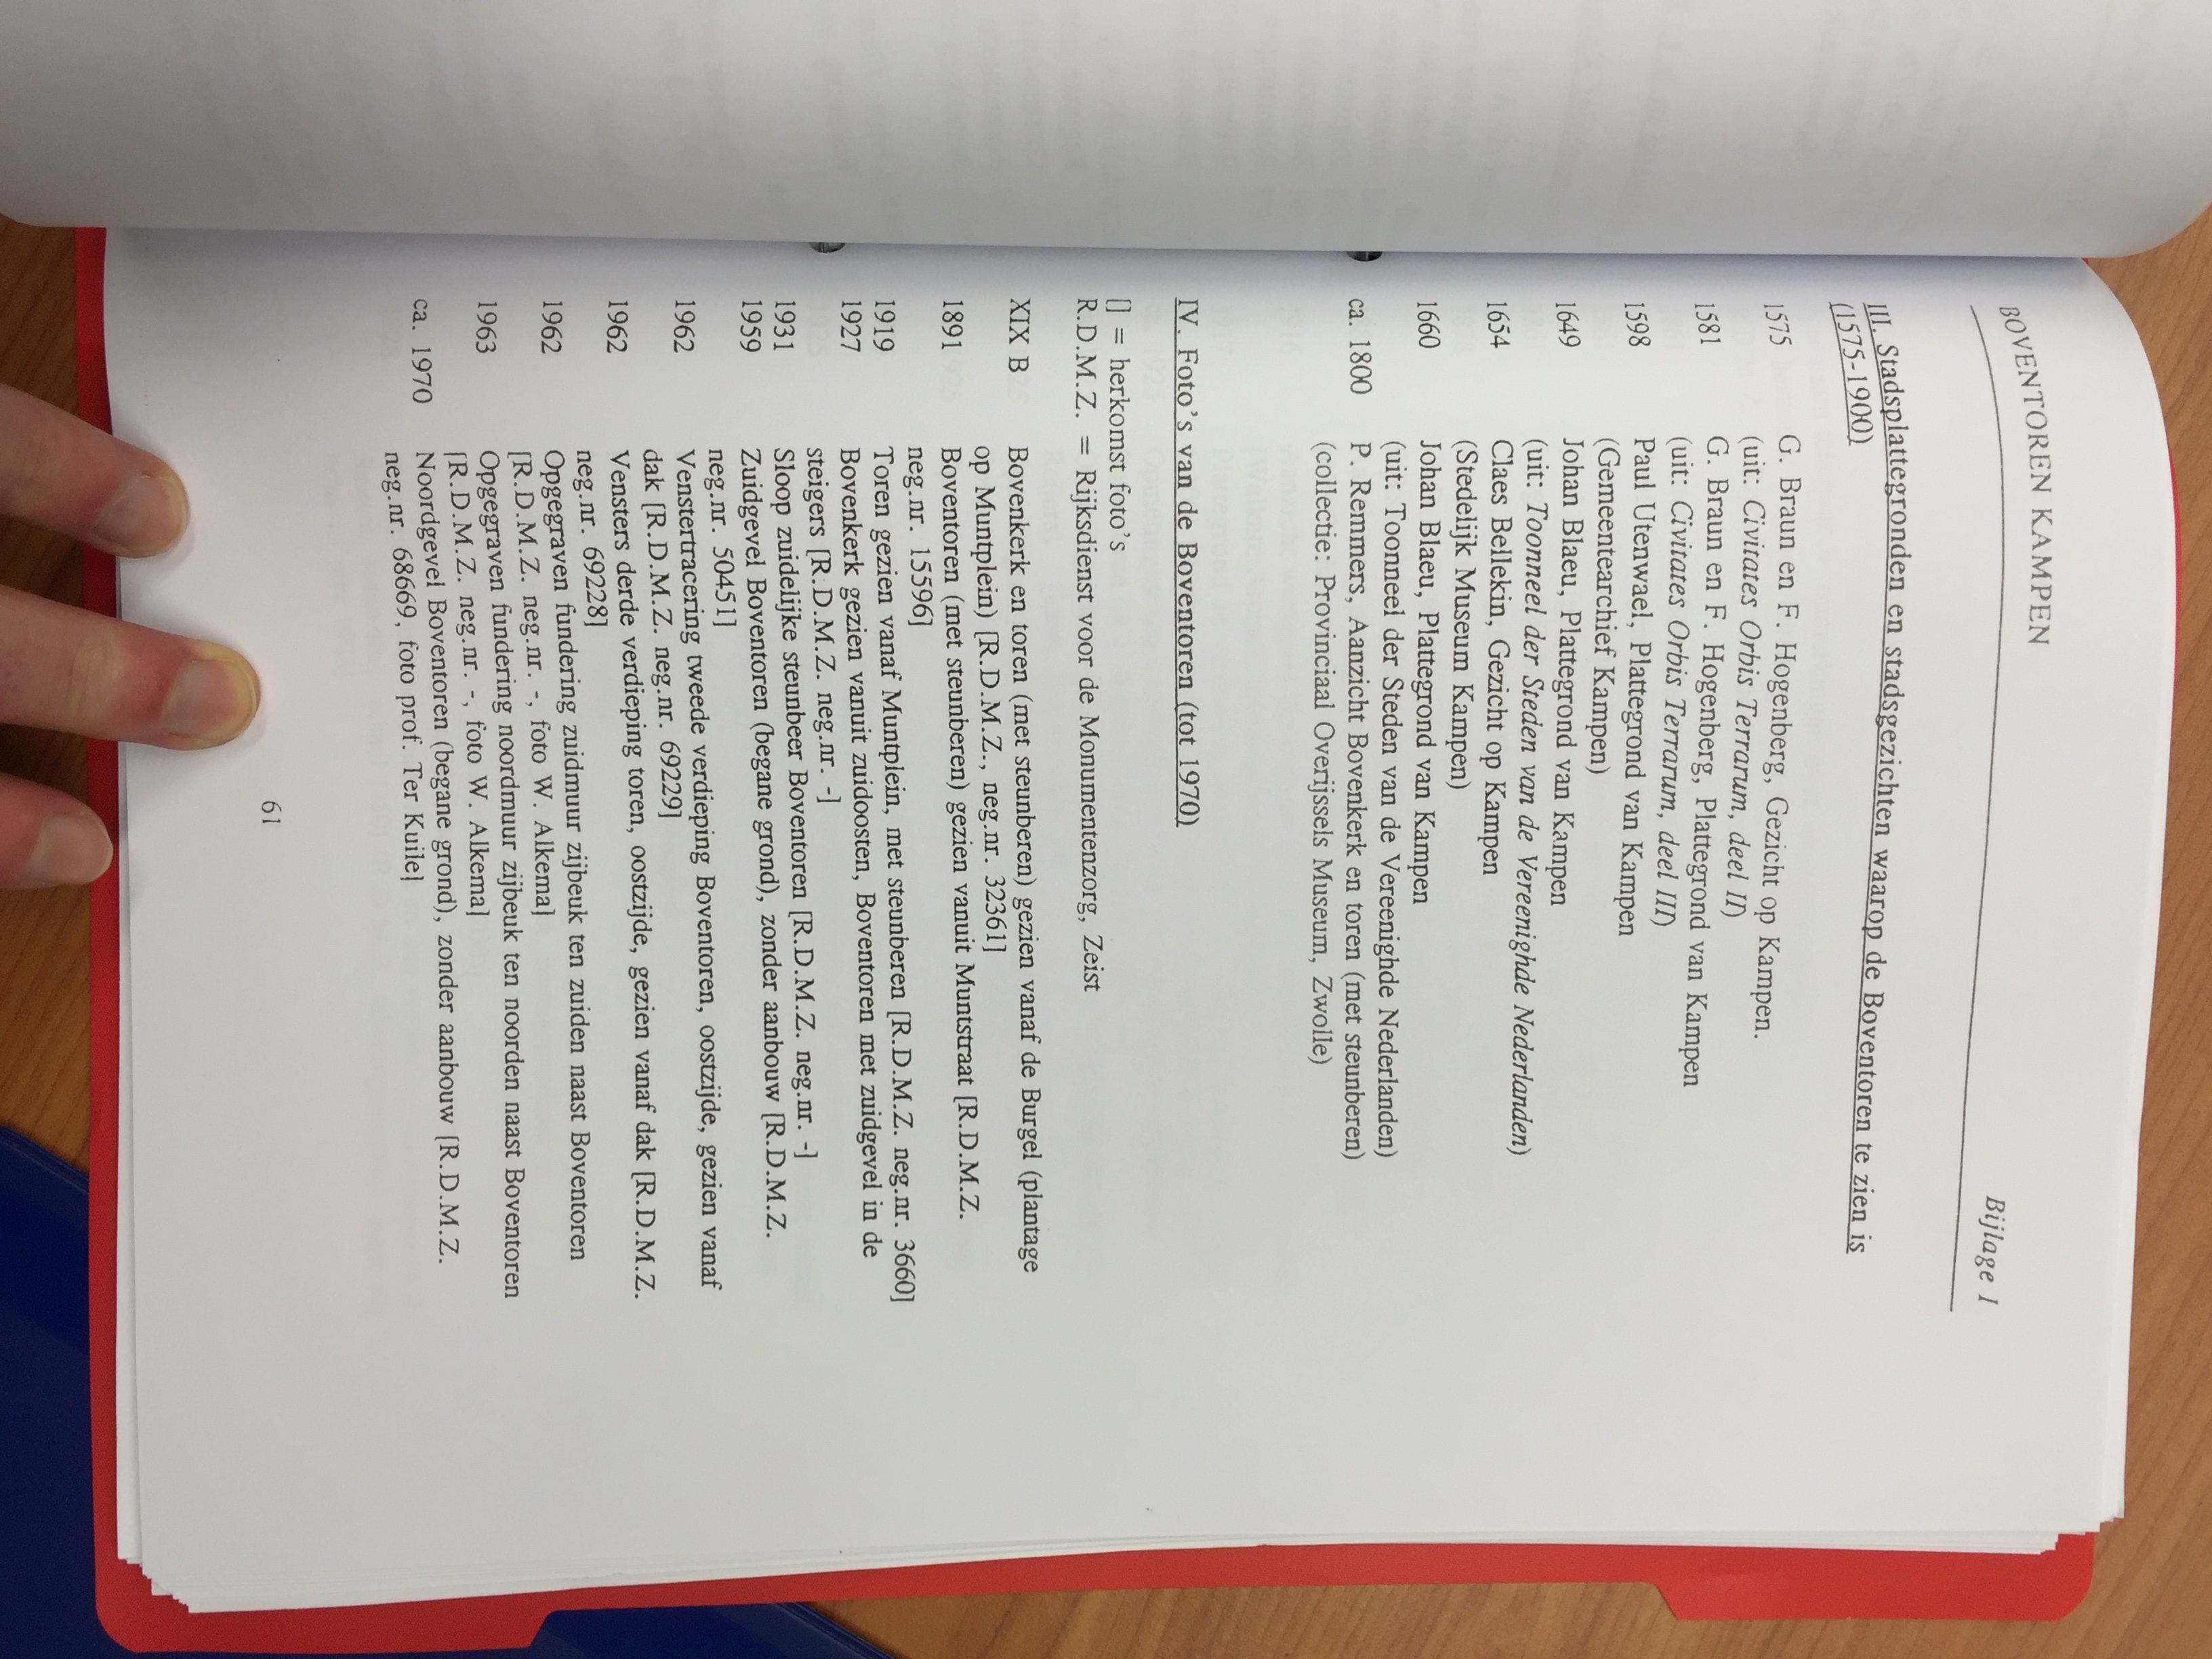 BOVENTOREN KAMPEN
Bijlage I
III. Stadsplattegronden en stadsgezichten waarop de Boventoren te zien is
(1575-1900)
1575 G. Braun en F. Hogenberg, Gezicht op Kampen.
(uit: Civitates Orbis Terrarum, deel II)
1581 G. Braun en F. Hogenberg, Plattegrond van Kampen
(uit: Civitates Orbis Terrarum, deel III)
1598 Paul Utenwael, Plattegrond van Kampen
(Gemeentearchief Kampen)
1649 Johan Blaeu, Plattegrond van Kampen
(uit: Toonneel der Steden van de Vereenighde Nederlanden)
1654 Claes Bellekin, Gezicht op Kampen
(Stedelijk Museum Kampen)
1660 Johan Blaeu, Plattegrond van Kampen
(uit: Toonneel der Steden van de Vereenighde Nederlanden)
ca. 1800 P. Remmers, Aanzicht Bovenkerk en toren (met steunberen)
(collectie: Provinciaal Overijssels Museum, Zwolle)
IV. Foto's van de Boventoren (tot 1970)
[] = herkomst foto's
R.D.M.Z. = Rijksdienst voor de Monumentenzorg, Zeist
XIX B Bovenkerk en toren (met steunberen) gezien vanaf de Burgel (plantage
op Muntplein) [R.D.M.Z., neg.nr. 32361]
1891 Boventoren (met steunberen) gezien vanuit Muntstraat [R.D.M.Z.
neg.nr. 15596]
1919 Toren gezien vanaf Muntplein, met steunberen [R.D.M.Z. neg.nr. 3660]
1927 Bovenkerk gezien vanuit zuidoosten, Boventoren met zuidgevel in de
steigers [R.D.M.Z. neg.nr. -]
1931 Sloop zuidelijke steunbeer Boventoren [R.D.M.Z. neg.nr. -]
1959 Zuidgevel Boventoren (begane grond), zonder aanbouw [R.D.M.Z.
neg.nr. 50451]
1962 Venstertracering tweede verdieping Boventoren, oostzijde, gezien vanaf
dak [R.D.M.Z. neg.nr. 69229]
1962 Vensters derde verdieping toren, oostzijde, gezien vanaf dak [R.D.M.Z.
neg.nr. 69228]
1962 Opgegraven fundering zuidmuur zijbeuk ten zuiden naast Boventoren
[R.D.M.Z. neg.nr. -, foto W. Alkema]
1963 Opgegraven fundering noordmuur zijbeuk ten noorden naast Boventoren
[R.D.M.Z. neg.nr. -, foto W. Alkema]
ca. 1970 Noordgevel Boventoren (begane grond), zonder aanbouw [R.D.M.Z.
neg.nr. 68669, foto prof. Ter Kuile]
61